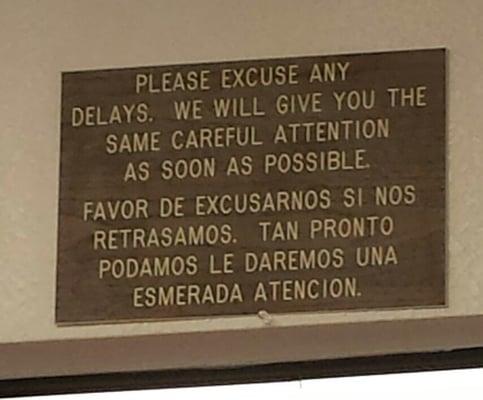 PLEASE EXCUSE ANY
DELAYS. WE WILL GIVE YOU THE
SAME CAREFUL ATTENTION
AS SOON AS POSSIBLE.
FAVOR DE EXCUSARNOS SI NOS
RETRASAMOS. TAN PRONTO
PODAMOS LE DAREMOS UNA
ESMERADA ATENCION.